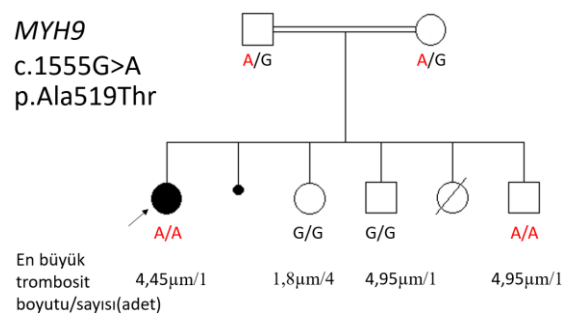 MYH9
c.1555G>A
p.Ala519Thr
A/G A/G
A/A G/G G/G A/A
En büyük
trombosit
boyutu/sayısı(adet)
4,45μm/1 1,8μm/4 4,95μm/1 4,95μm/1